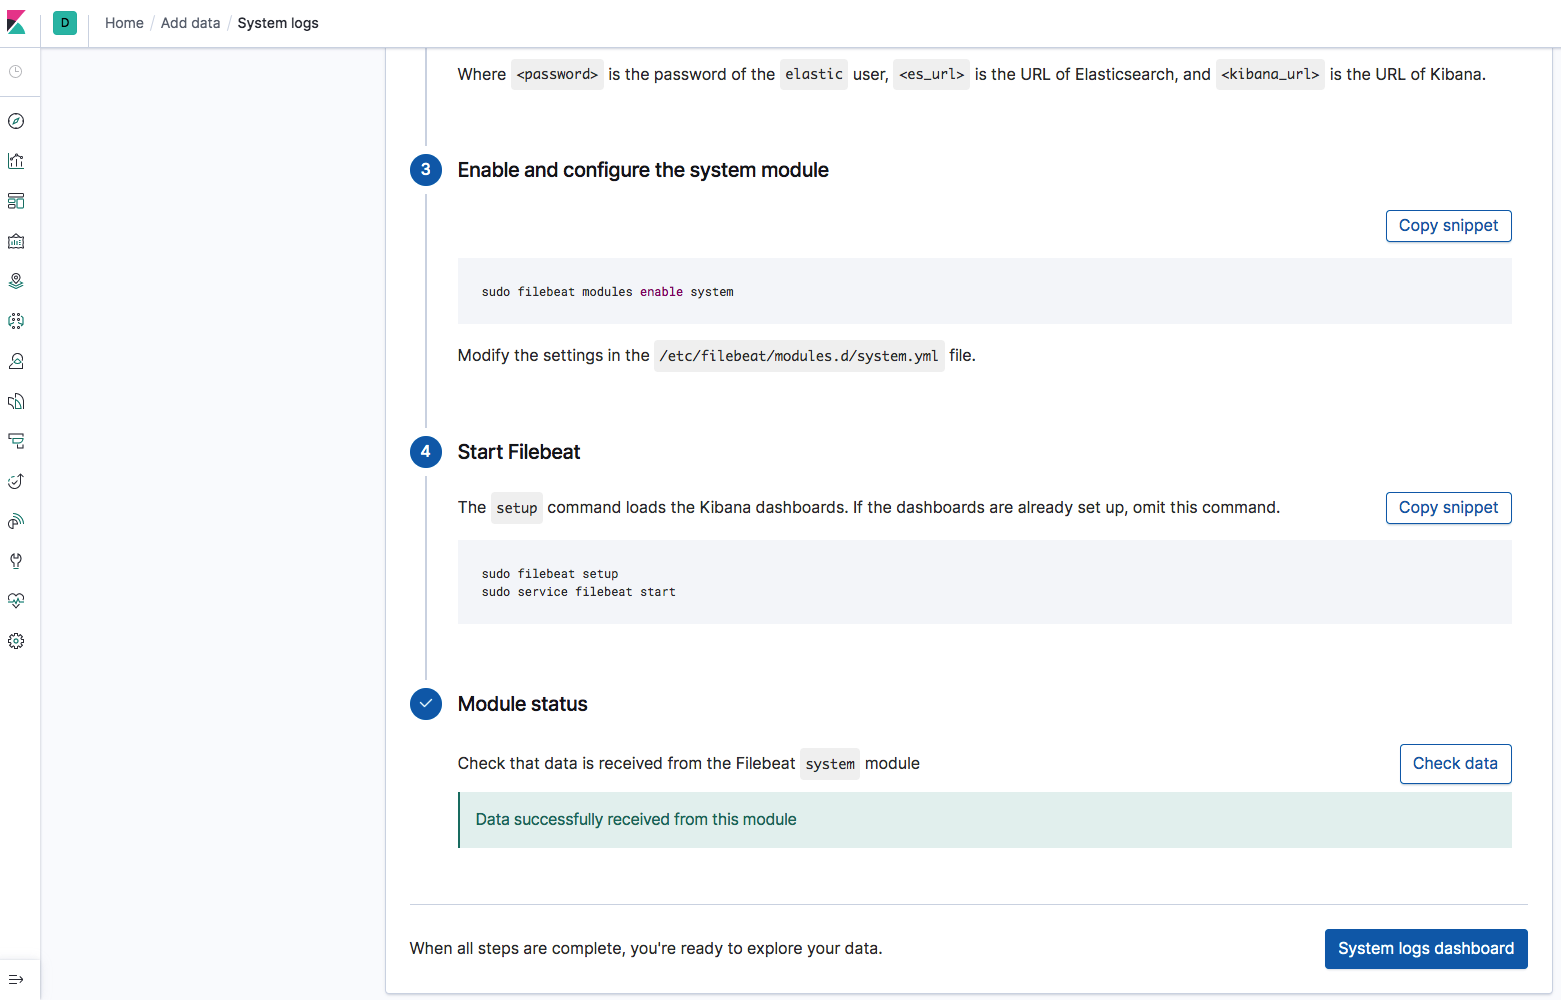 D Home / Add data / System logs
Where <password> is the password of the elastic user, <es_url> is the URL of Elasticsearch, and <kibana_url> is the URL of Kibana.
3 Enable and configure the system module
Copy snippet
sudo filebeat modules enable system
Modify the settings in the /etc/filebeat/modules.d/system.yml file.
4 Start Filebeat
The setup command loads the Kibana dashboards. If the dashboards are already set up, omit this command.
Copy snippet
sudo filebeat setup
sudo service filebeat start
Module status
Check that data is received from the Filebeat system module
Check data
Data successfully received from this module
When all steps are complete, you're ready to explore your data.
System logs dashboard